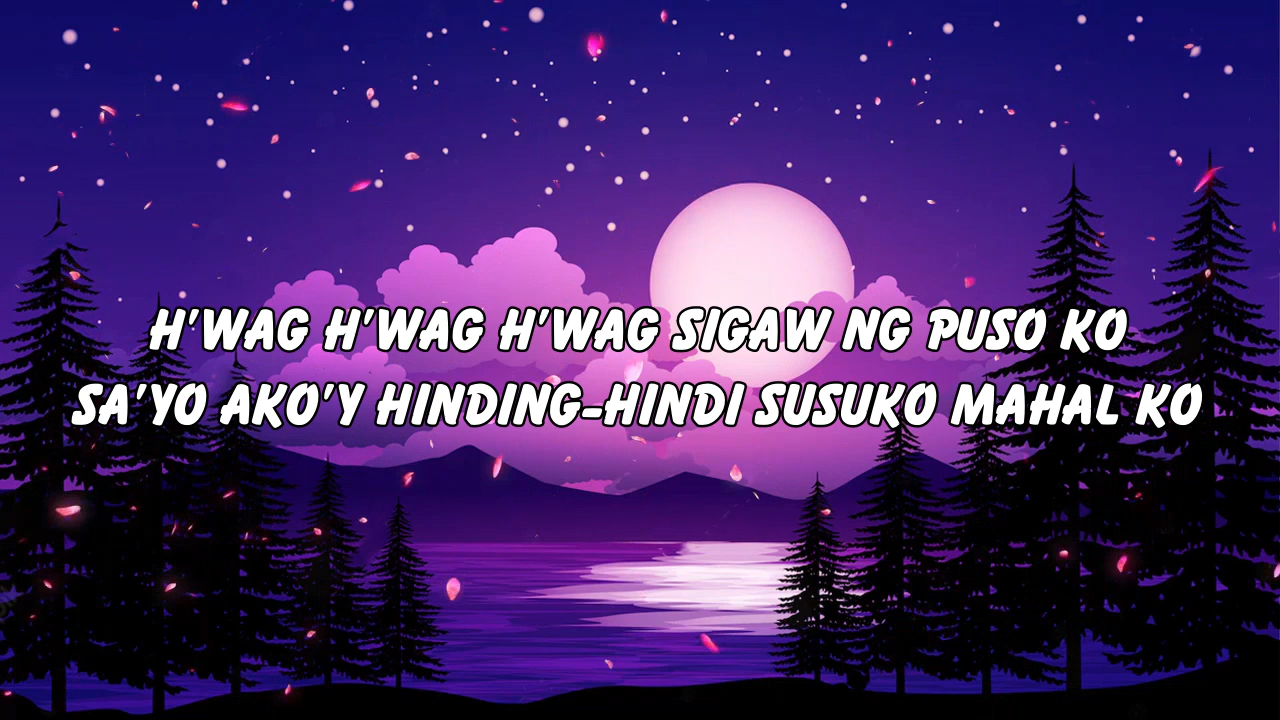 H'WAG H'WAG H'WAG SIGAW NG PUSO KO
SA'YO AKO'Y HINDING-HINDI SUSUKO MAHAL KO